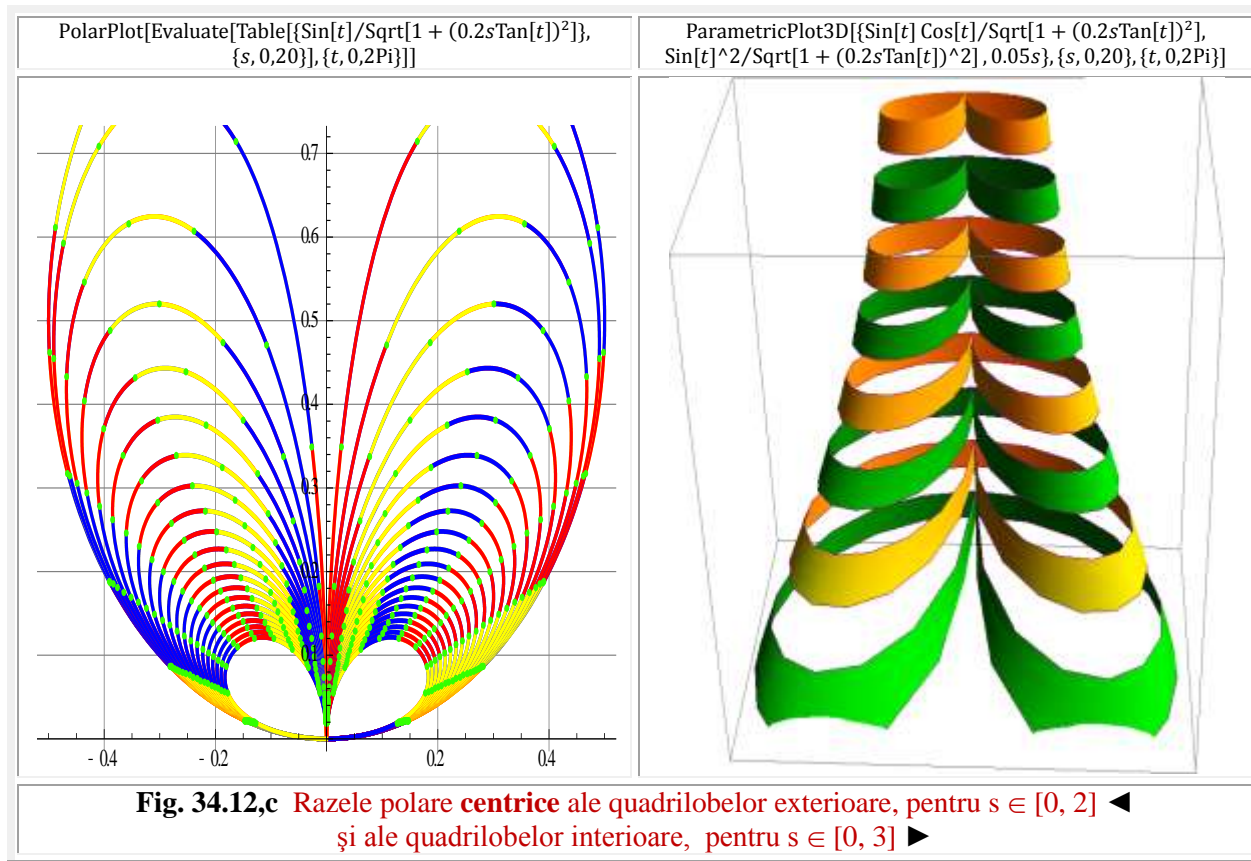 PolarPlot[Evaluate[Table[{Sin[t]/Sqrt[1 + (0.2sTan[t])²]},
{s, 0,20}],{t, 0,2Pi}]]
ParametricPlot3D[{Sin[t] Cos[t]/Sqrt[1 + (0.2sTan[t])²],
Sin[t]^2/Sqrt[1 + (0.2sTan[t])^2] , 0.05s},{s, 0,20},{t, 0,2Pi}]
0.7
0.6
0.5
0.4
0.3
- 0.4
- 0.2
0.2
0.4
Fig. 34.12,c Razele polare centrice ale quadrilobelor exterioare, pentru s ∈ [0, 2] ◄
şi ale quadrilobelor interioare, pentru s ∈ [0, 3] ►